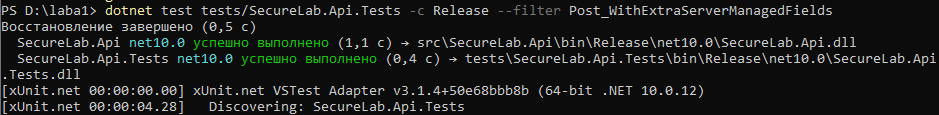 PS D:\laba1> dotnet test tests/SecureLab.Api.Tests -c Release --filter Post_WithExtraServerManagedFields
Восстановление завершено (0,5 с)
  SecureLab.Api net10.0 успешно выполнено (1,1 с) → src\SecureLab.Api\bin\Release\net10.0\SecureLab.Api.dll
  SecureLab.Api.Tests net10.0 успешно выполнено (0,4 с) → tests\SecureLab.Api.Tests\bin\Release\net10.0\SecureLab.Api
.Tests.dll
[xUnit.net 00:00:00.00] xUnit.net VSTest Adapter v3.1.4+50e68bbb8b (64-bit .NET 10.0.12)
[xUnit.net 00:00:04.28]   Discovering: SecureLab.Api.Tests